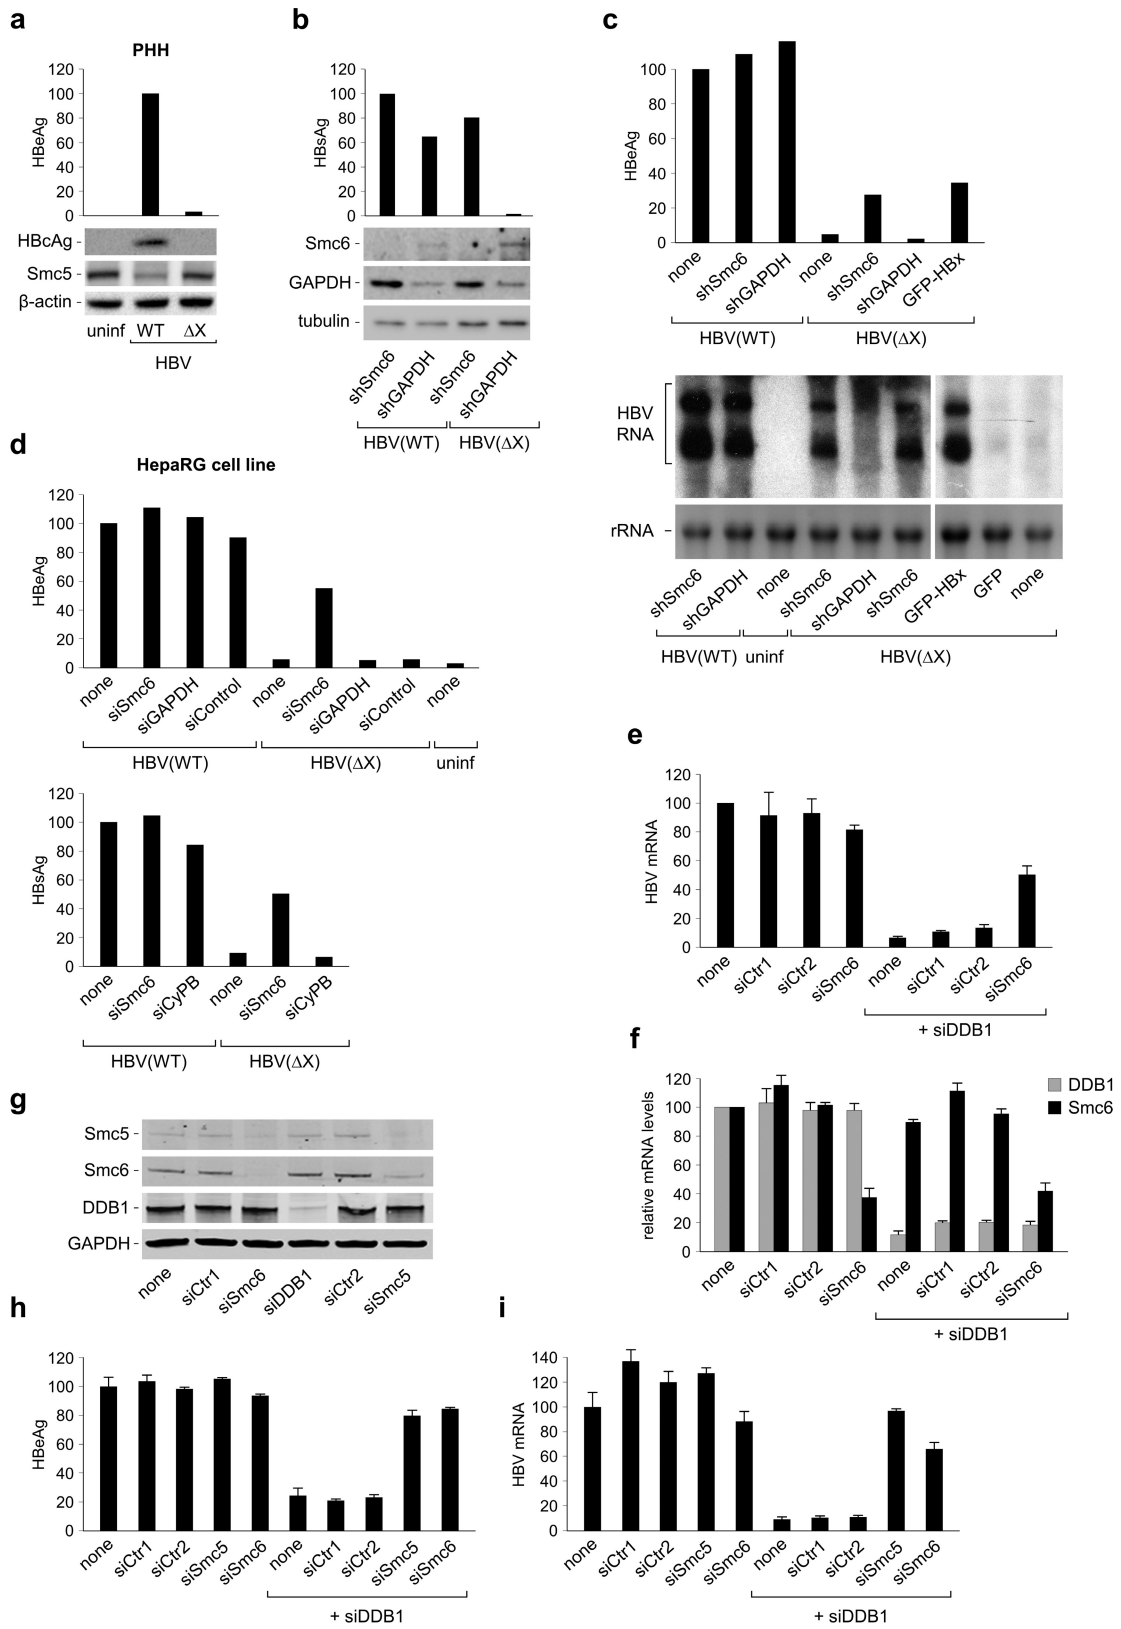 a
PHH
HBeAg
120
100
80
60
40
20
0
HBcAg
Smc5
β-actin
uninf WT ΔX
HBV
b
HBsAg
120
100
80
60
40
20
0
Smc6
GAPDH
tubulin
shSmc6 shGAPDH shSmc6 shGAPDH
HBV(WT) HBV(ΔX)
c
HBeAg
100
80
60
40
20
0
none shSmc6 shGAPDH none shSmc6 shGAPDH GFP-HBx
HBV(WT) HBV(ΔX)
HBV
RNA
rRNA
shSmc6 shGAPDH none shSmc6 shGAPDH shSmc6 GFP-HBx GFP none
HBV(WT) uninf HBV(ΔX)
d
HepaRG cell line
HBeAg
120
100
80
60
40
20
0
none siSmc6 siGAPDH siControl none siSmc6 siGAPDH siControl none
HBV(WT) HBV(ΔX) uninf
HBsAg
120
100
80
60
40
20
0
none siSmc6 siCyPB none siSmc6 siCyPB
HBV(WT) HBV(ΔX)
e
HBV mRNA
120
100
80
60
40
20
0
none siCtr1 siCtr2 siSmc6 none siCtr1 siCtr2 siSmc6
+ siDDB1
f
relative mRNA levels
120
100
80
60
40
20
0
DDB1
Smc6
none siCtr1 siCtr2 siSmc6 none siCtr1 siCtr2 siSmc6
+ siDDB1
g
Smc5
Smc6
DDB1
GAPDH
none siCtr1 siSmc6 siDDB1 siCtr2 siSmc5
h
HBeAg
120
100
80
60
40
20
0
none siCtr1 siCtr2 siSmc5 siSmc6 none siCtr1 siCtr2 siSmc5 siSmc6
+ siDDB1
i
HBV mRNA
140
120
100
80
60
40
20
0
none siCtr1 siCtr2 siSmc5 siSmc6 none siCtr1 siCtr2 siSmc5 siSmc6
+ siDDB1